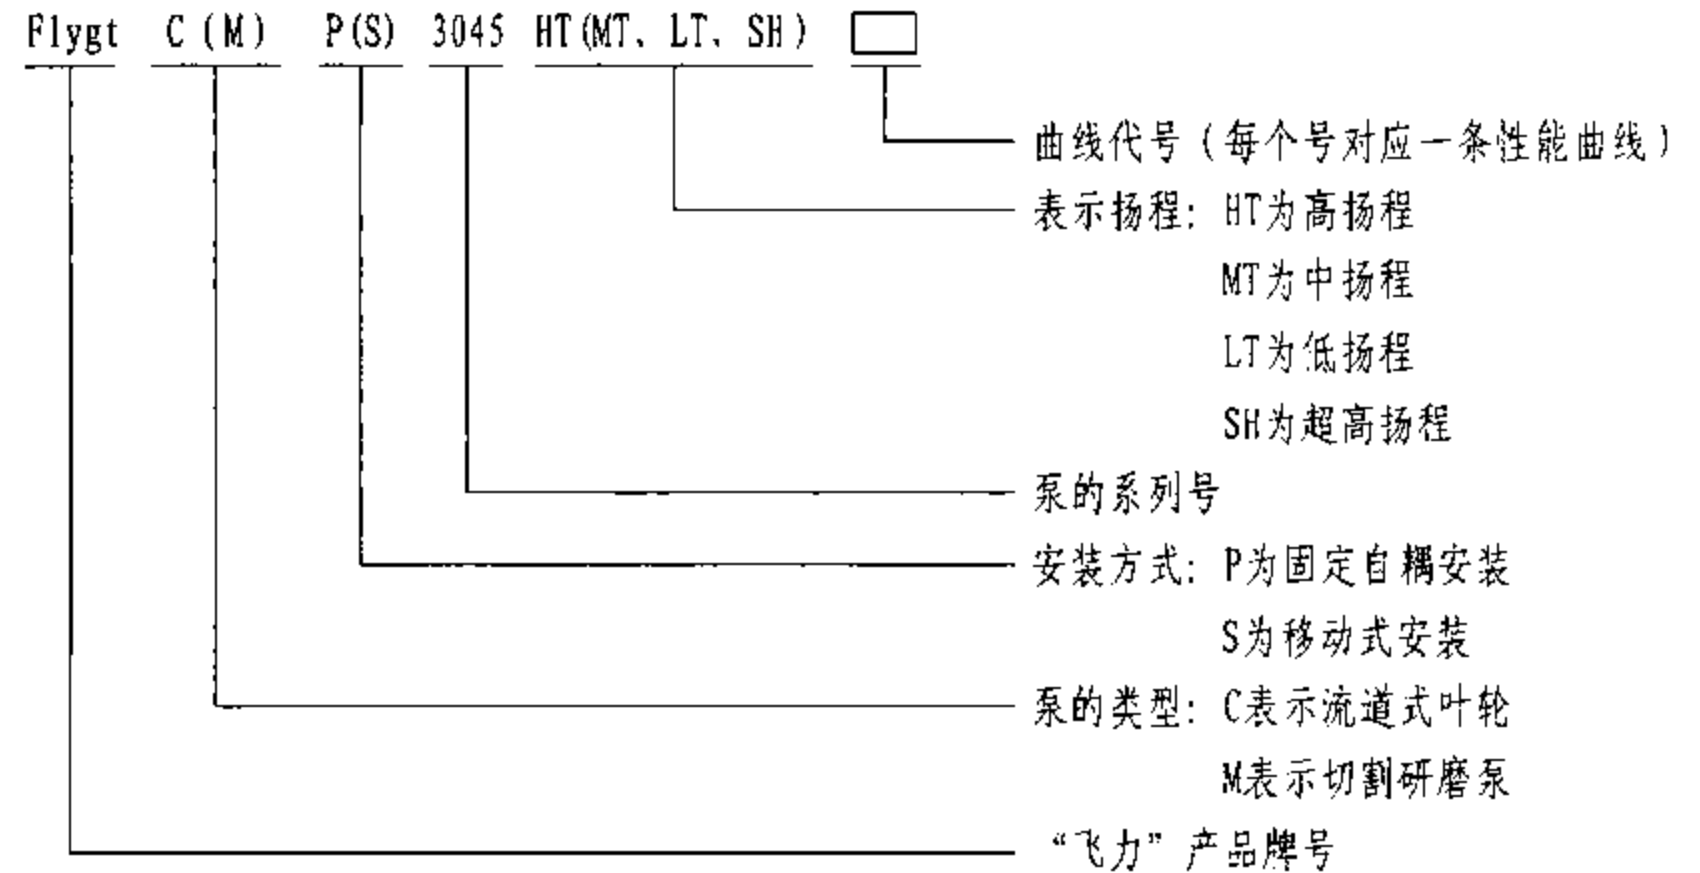 Flygt C(M) P(S) 3045 HT(MT、LT、SH)
曲线代号(每个号对应一条性能曲线)
表示扬程: HT为高扬程
MT为中扬程
LT为低扬程
SH为超高扬程
泵的系列号
安装方式: P为固定自耦安装
S为移动式安装
泵的类型: C表示流道式叶轮
M表示切割研磨泵
“飞力”产品牌号